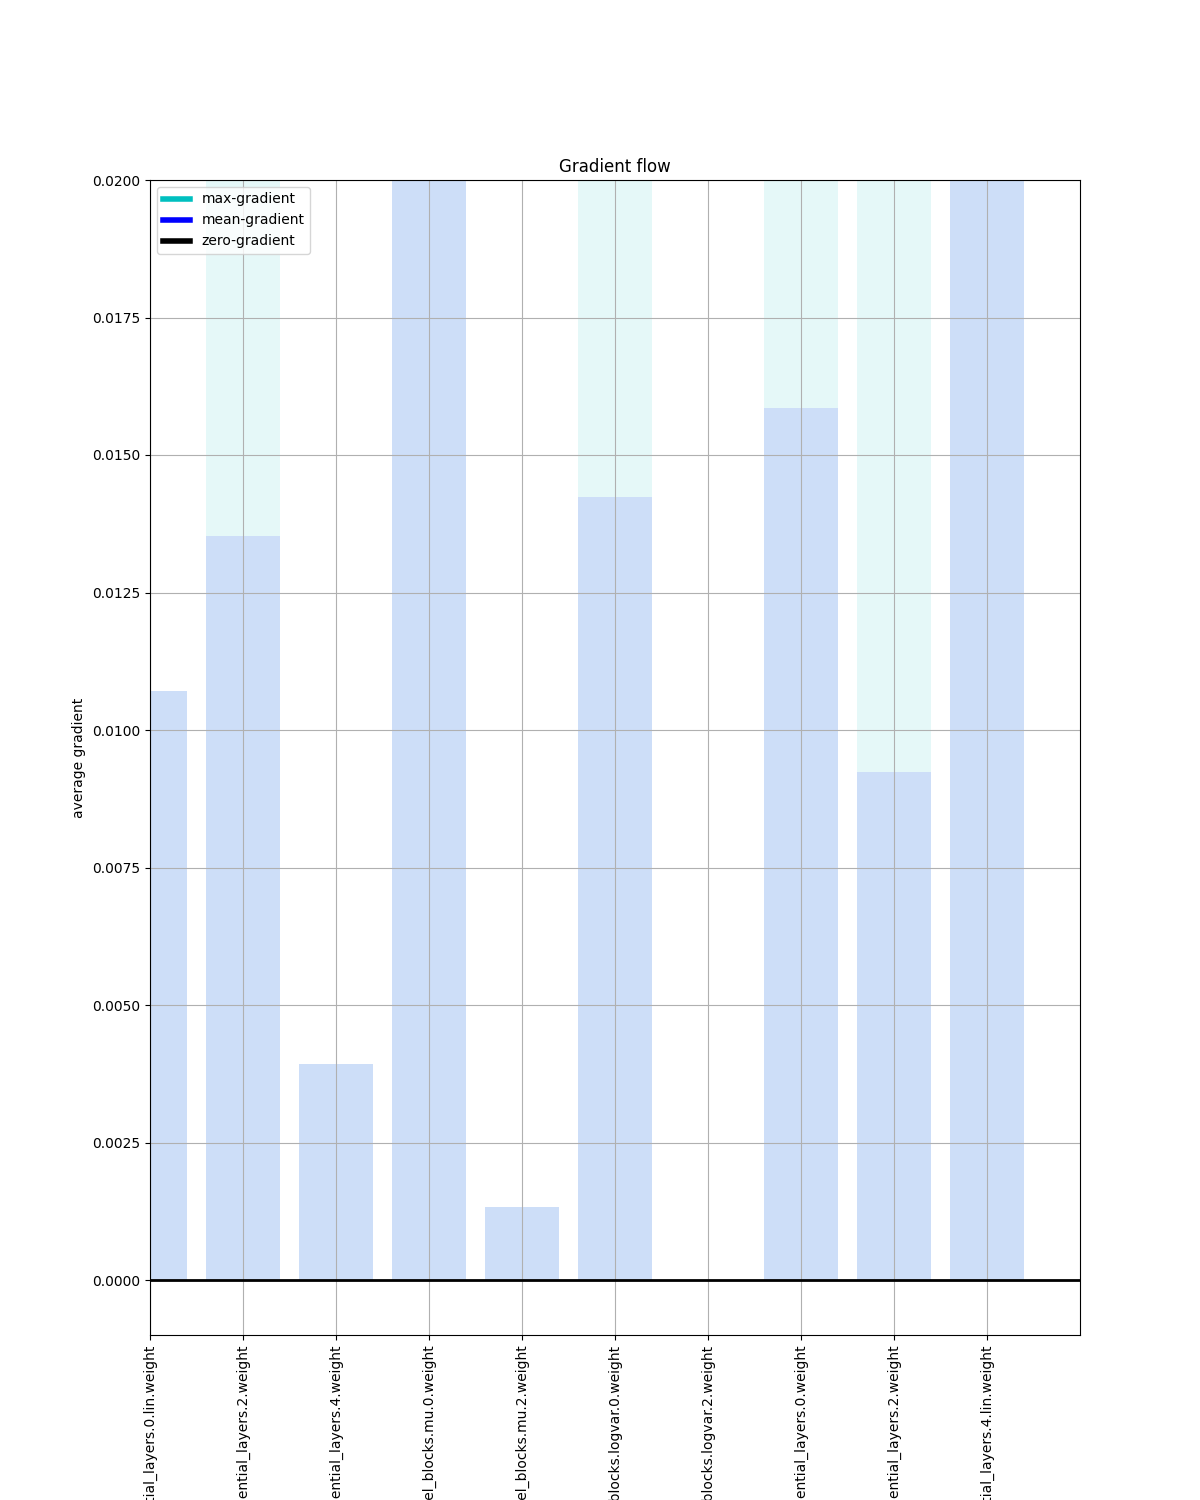 Gradient flow
max-gradient
mean-gradient
zero-gradient
0.0200
0.0175
0.0150
0.0125
0.0100
0.0075
0.0050
0.0025
0.0000
average gradient
tial_layers.0.lin.weight
ential_layers.2.weight
ential_layers.4.weight
el_blocks.mu.0.weight
el_blocks.mu.2.weight
blocks.logvar.0.weight
blocks.logvar.2.weight
ential_layers.0.weight
ential_layers.2.weight
tial_layers.4.lin.weight